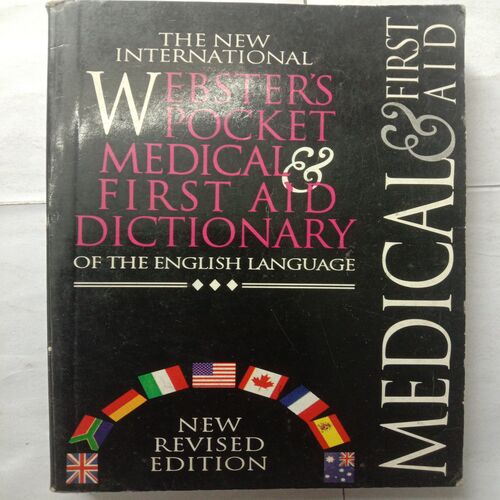 THE NEW
INTERNATIONAL
WEBSTER'S
POCKET
MEDICAL &
FIRST AID
DICTIONARY
OF THE ENGLISH LANGUAGE
NEW
REVISED
EDITION
MEDICAL & FIRST
AID